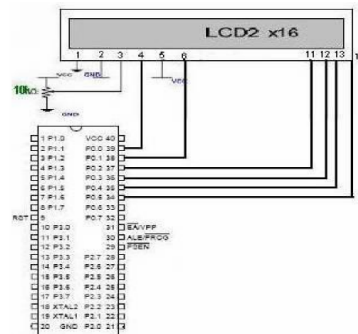 LCD2 x16
1 2 3 4 5 6 11 12 13 1
VCC GND VCC
10kΩ
GND
1 P1.0 VCC 40
2 P1.1 P0.0 39
3 P1.2 P0.1 38
4 P1.3 P0.2 37
5 P1.4 P0.3 36
6 P1.5 P0.4 35
7 P1.6 P0.5 34
8 P1.7 P0.6 33
RST 9 P0.7 32
10 P3.0 31 EA/VPP
11 P3.1 30 ALE/PROG
12 P3.2 29 PSEN
13 P3.3 P2.7 28
14 P3.4 P2.6 27
15 P3.5 P2.5 26
16 P3.6 P2.4 25
17 P3.7 P2.3 24
18 XTAL2 P2.2 23
19 XTAL1 P2.1 22
20 GND P2.0 21